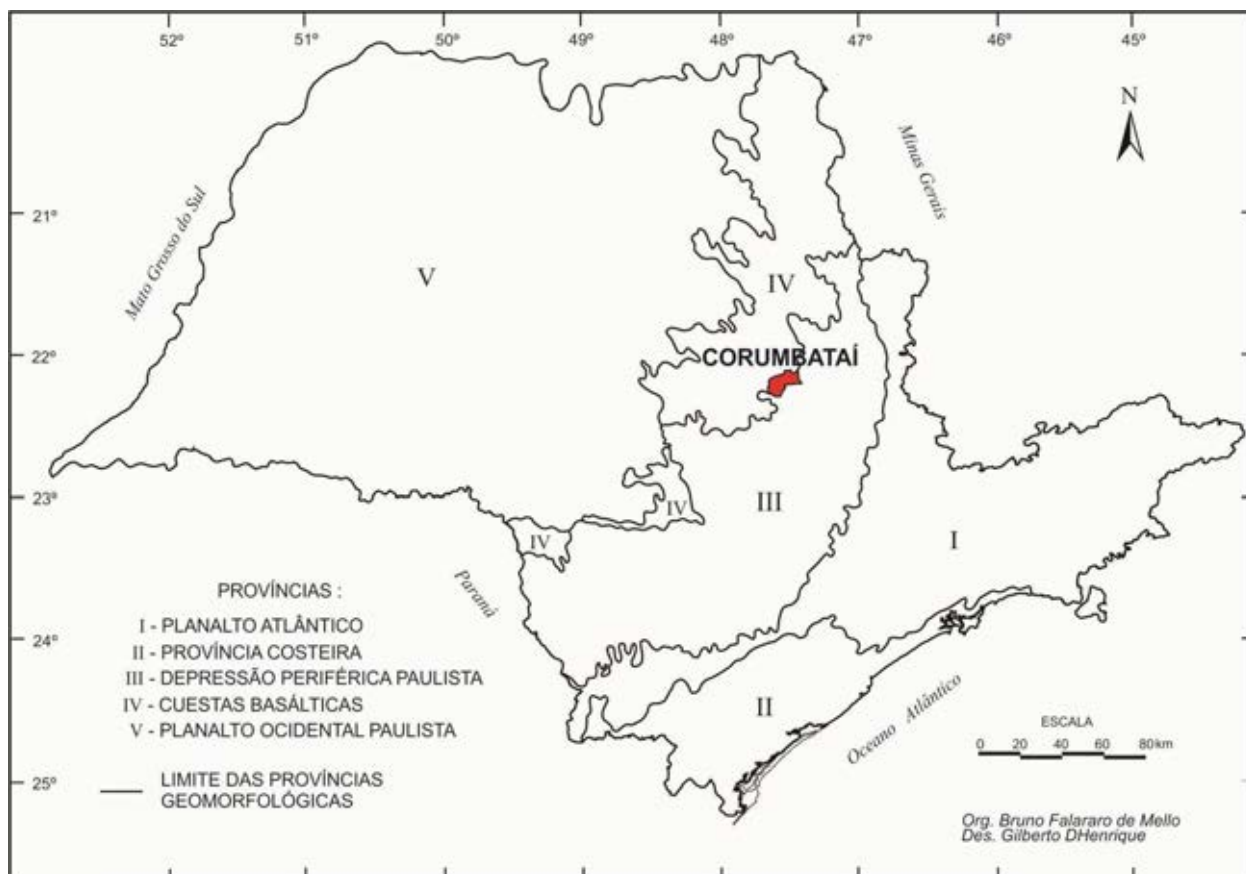 52º 51º 50º 49º 48º 47º 46º 45º
N
Minas Gerais
Mato Grosso do Sul
21º
V
IV
22º
CORUMBATAÍ
23º
IV
III
IV
I
Paraná
PROVÍNCIAS :
I - PLANALTO ATLÂNTICO
24º
II - PROVÍNCIA COSTEIRA
III - DEPRESSÃO PERIFÉRICA PAULISTA
IV - CUESTAS BASÁLTICAS
V - PLANALTO OCIDENTAL PAULISTA
II
Oceano Atlântico
ESCALA
0 20 40 60 80 km
25º
LIMITE DAS PROVÍNCIAS
GEOMORFOLÓGICAS
Org. Bruno Falararo de Mello
Des. Gilberto DHenrique